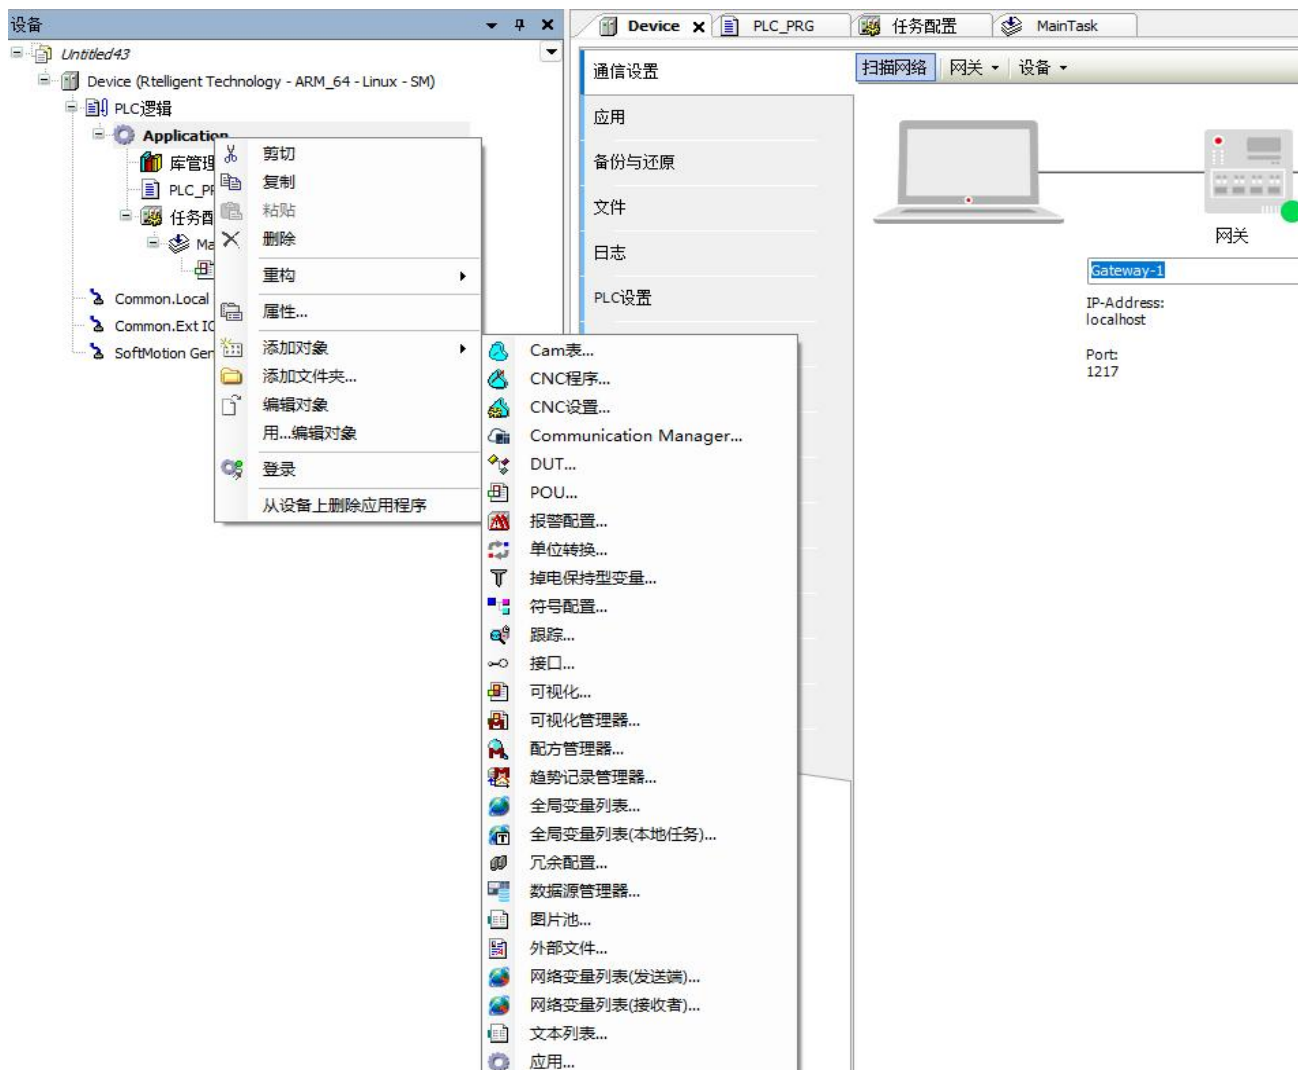 设备
Untitled43
Device (Rtelligent Technology - ARM_64 - Linux - SM)
PLC逻辑
Application
库管理
PLC_PR
任务配
Ma
Common.Local
Common.Ext IO
SoftMotion Gen
剪切
复制
粘贴
删除
重构
属性...
添加对象
添加文件夹...
编辑对象
用...编辑对象
登录
从设备上删除应用程序
Cam表...
CNC程序...
CNC设置...
Communication Manager...
DUT...
POU...
报警配置...
单位转换...
掉电保持型变量...
符号配置...
跟踪...
接口...
可视化...
可视化管理器...
配方管理器...
趋势记录管理器...
全局变量列表...
全局变量列表(本地任务)...
冗余配置...
数据源管理器...
图片池...
外部文件...
网络变量列表(发送端)...
网络变量列表(接收者)...
文本列表...
应用...
Device
PLC_PRG
任务配置
MainTask
通信设置
应用
备份与还原
文件
日志
PLC设置
扫描网络
网关
设备
网关
Gateway-1
IP-Address:
localhost
Port:
1217